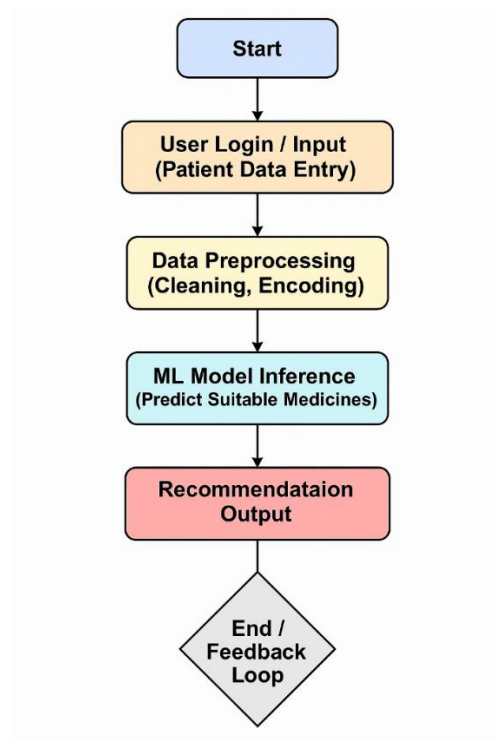 Start
User Login / Input
(Patient Data Entry)
Data Preprocessing
(Cleaning, Encoding)
ML Model Inference
(Predict Suitable Medicines)
Recommendataion
Output
End /
Feedback
Loop